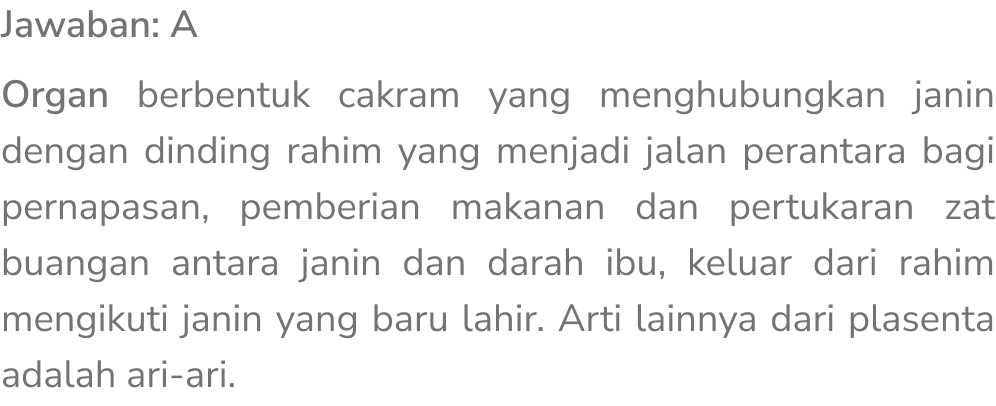 Jawaban: A
Organ berbentuk cakram yang menghubungkan janin
dengan dinding rahim yang menjadi jalan perantara bagi
pernapasan, pemberian makanan dan pertukaran zat
buangan antara janin dan darah ibu, keluar dari rahim
mengikuti janin yang baru lahir. Arti lainnya dari plasenta
adalah ari-ari.